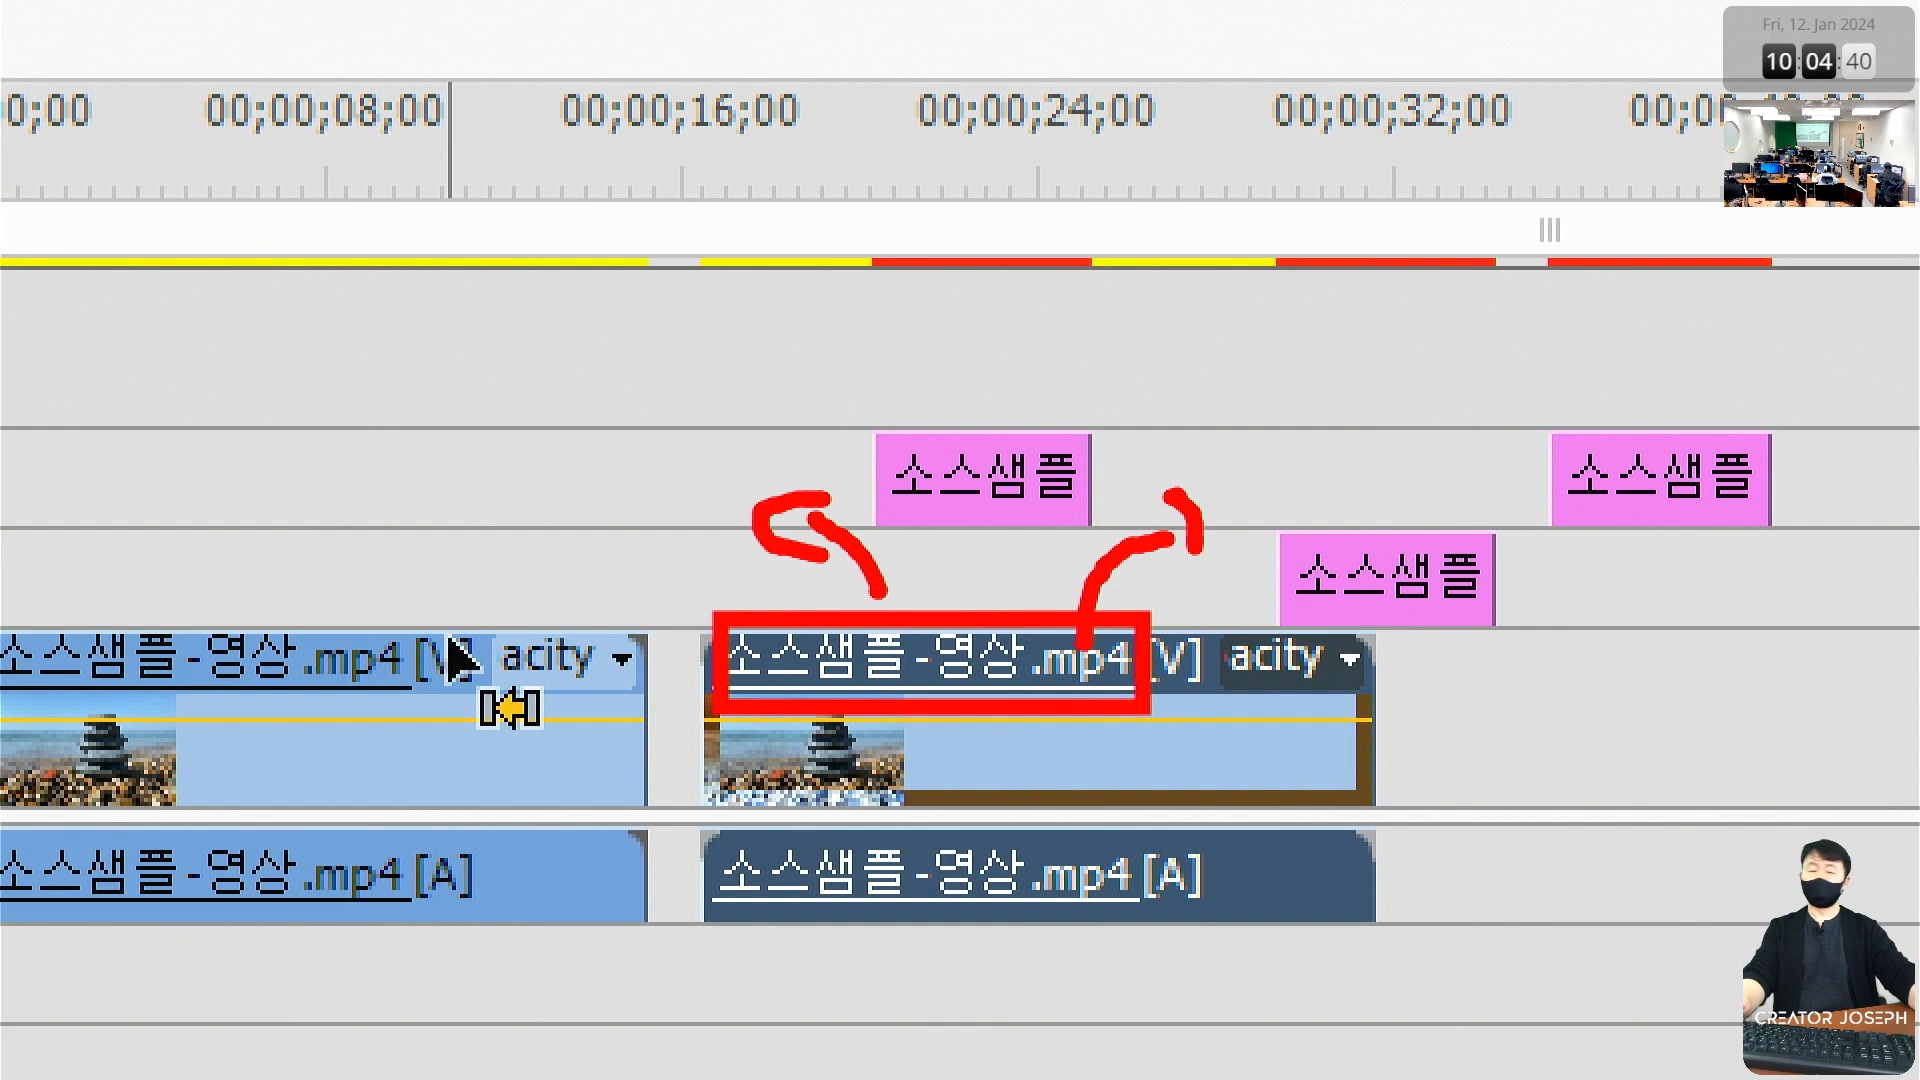 Fri, 12. Jan 2024
10:04:40
0;00 00;00;08;00 00;00;16;00 00;00;24;00 00;00;32;00
소스샘플 소스샘플
소스샘플
소스샘플-영상.mp4 acity 소스샘플-영상.mp4 [V] acity
소스샘플-영상.mp4 [A] 소스샘플-영상.mp4 [A]
CREATOR JOSEPH